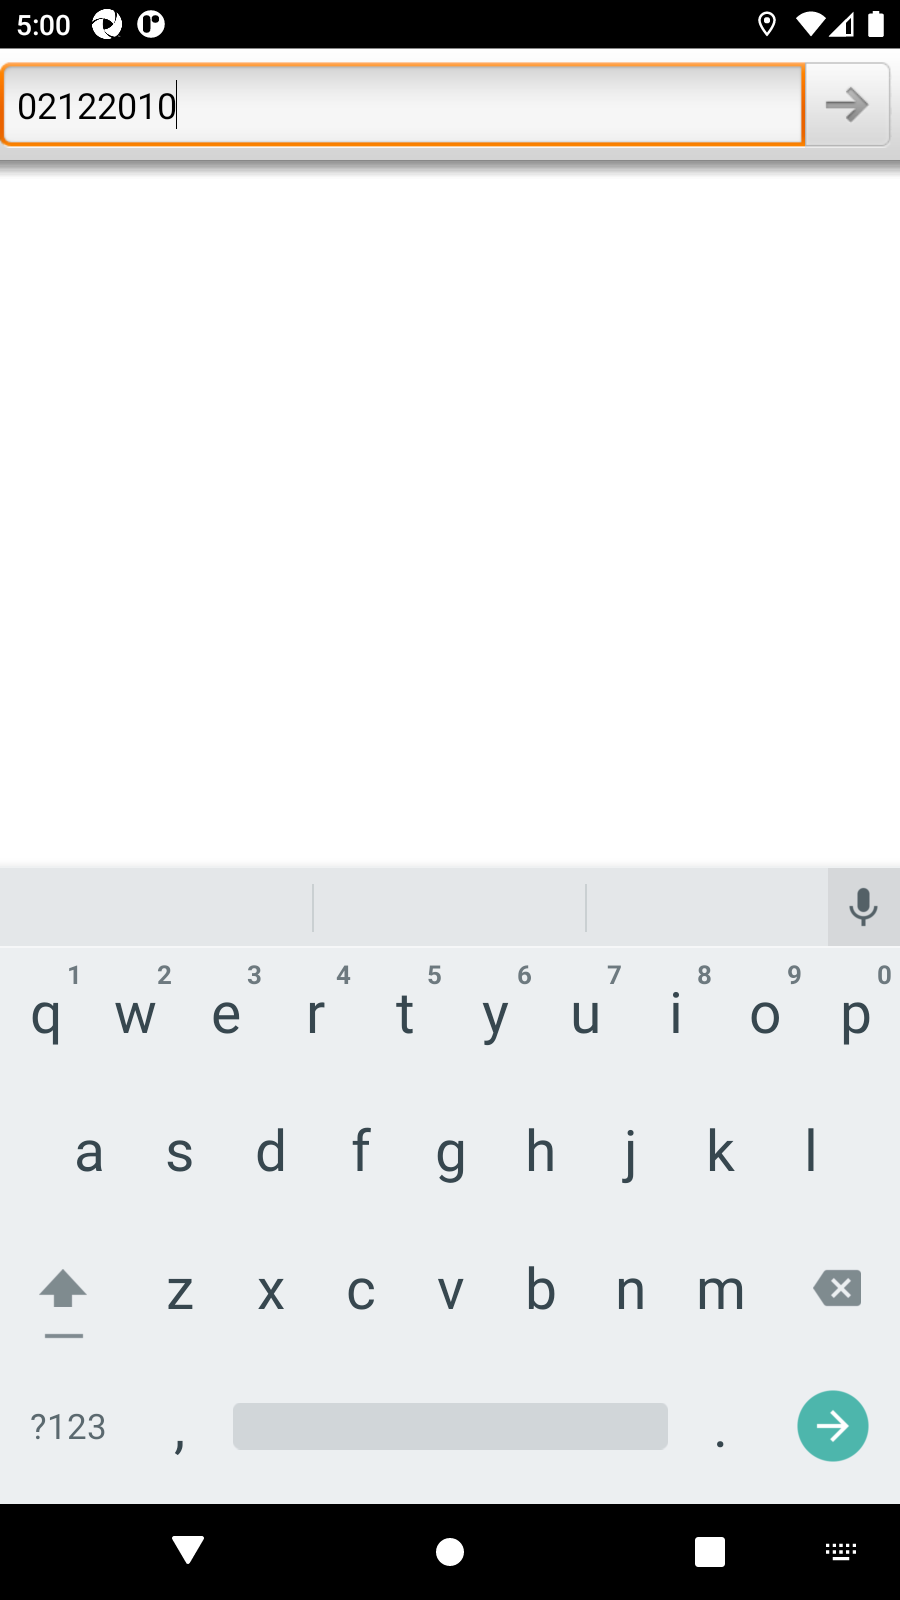 5:00
02122010
1 2 3 4 5 6 7 8 9 0
q w e r t y u i o p
a s d f g h j k l
z x c v b n m
?123 , .